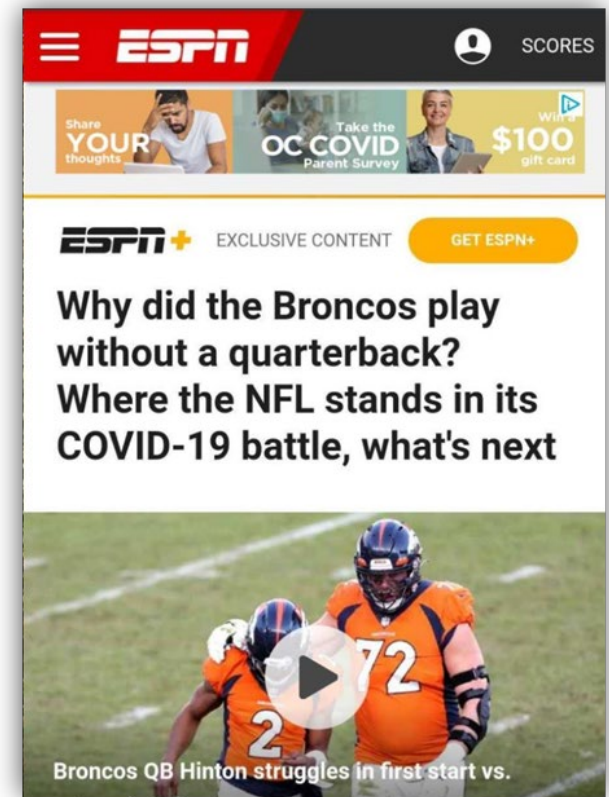 ESPN
SCORES
Share
YOUR
thoughts
Take the
OC COVID
Parent Survey
Win a
$100
gift card
ESPN+ EXCLUSIVE CONTENT GET ESPN+
Why did the Broncos play
without a quarterback?
Where the NFL stands in its
COVID-19 battle, what's next
72
2
Broncos QB Hinton struggles in first start vs.